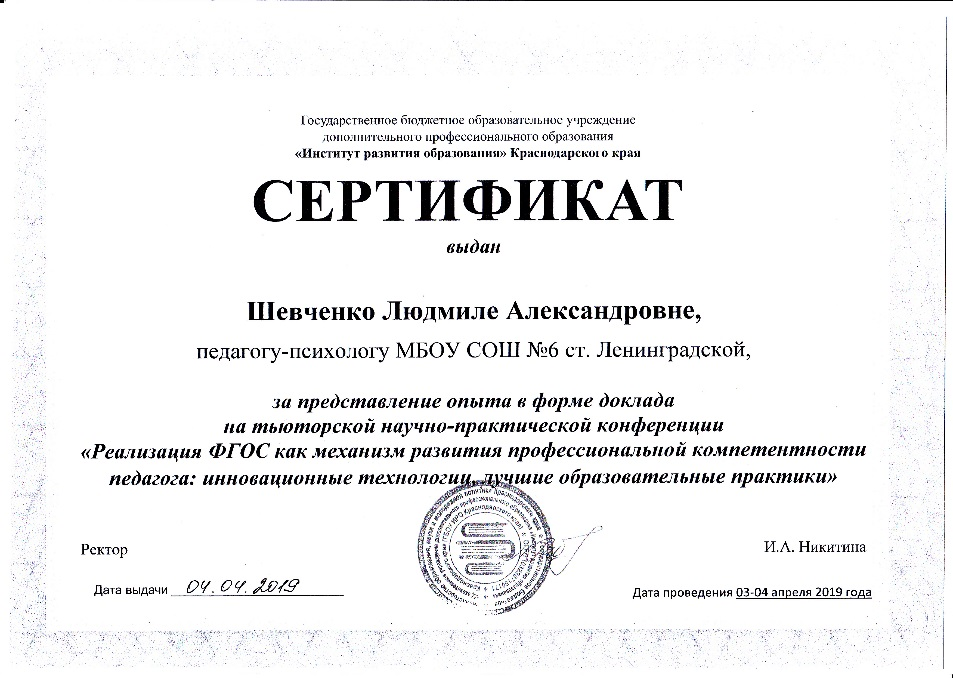 Государственное бюджетное образовательное учреждение
дополнительного профессионального образования
«Институт развития образования» Краснодарского края
СЕРТИФИКАТ
выдан
Шевченко Людмиле Александровне,
педагогу-психологу МБОУ СОШ №6 ст. Ленинградской,
за представление опыта в форме доклада
на тьюторской научно-практической конференции
«Реализация ФГОС как механизм развития профессиональной компетентности
педагога: инновационные технологии, лучшие образовательные практики»
Ректор
И.А. Никитина
Дата выдачи 04.04.2019
Дата проведения 03-04 апреля 2019 года